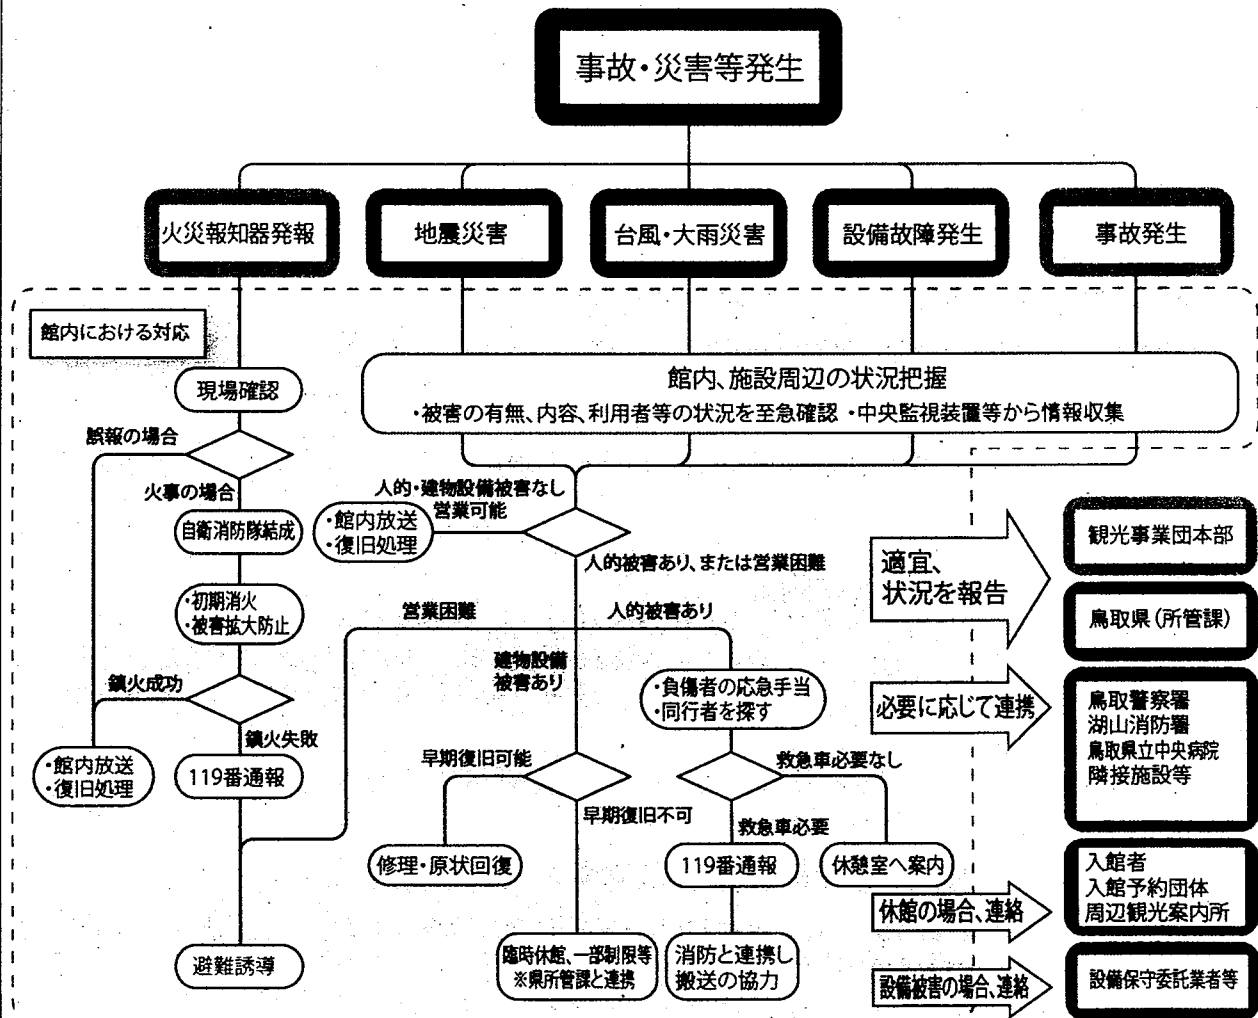 事故・災害等発生
火災報知器発報
地震災害
台風・大雨災害
設備故障発生
事故発生
館内における対応
現場確認
館内、施設周辺の状況把握
・被害の有無、内容、利用者等の状況を至急確認 ・中央監視装置等から情報収集
誤報の場合
火事の場合
自衛消防隊結成
・初期消火
・被害拡大防止
鎮火成功
鎮火失敗
・館内放送
・復旧処理
119番通報
避難誘導
人的・建物設備被害なし
営業可能
・館内放送
・復旧処理
人的被害あり、または営業困難
営業困難
人的被害あり
建物設備
被害あり
・負傷者の応急手当
・同行者を探す
早期復旧可能
早期復旧不可
救急車必要なし
救急車必要
修理・原状回復
119番通報
休憩室へ案内
臨時休館、一部制限等
※県所管課と連携
消防と連携し
搬送の協力
適宜、
状況を報告
観光事業団本部
鳥取県(所管課)
必要に応じて連携
鳥取警察署
湖山消防署
鳥取県立中央病院
隣接施設等
休館の場合、連絡
入館者
入館予約団体
周辺観光案内所
設備被害の場合、連絡
設備保守委託業者等